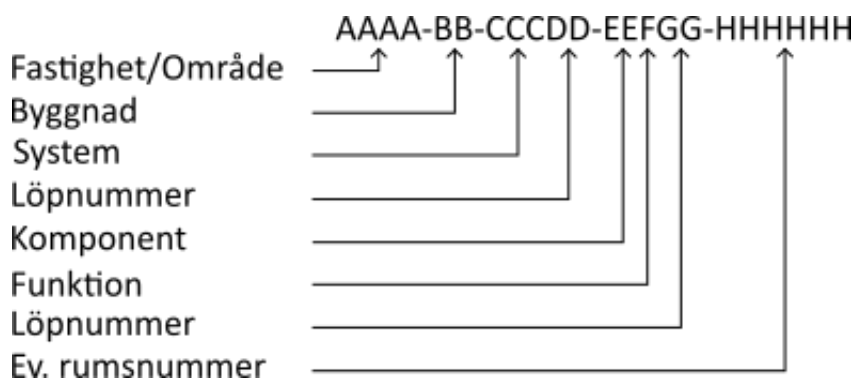 AAAA-BB-CCCDD-EEFGG-HHHHHH
Fastighet/Område
Byggnad
System
Löpnummer
Komponent
Funktion
Löpnummer
Ev. rumsnummer